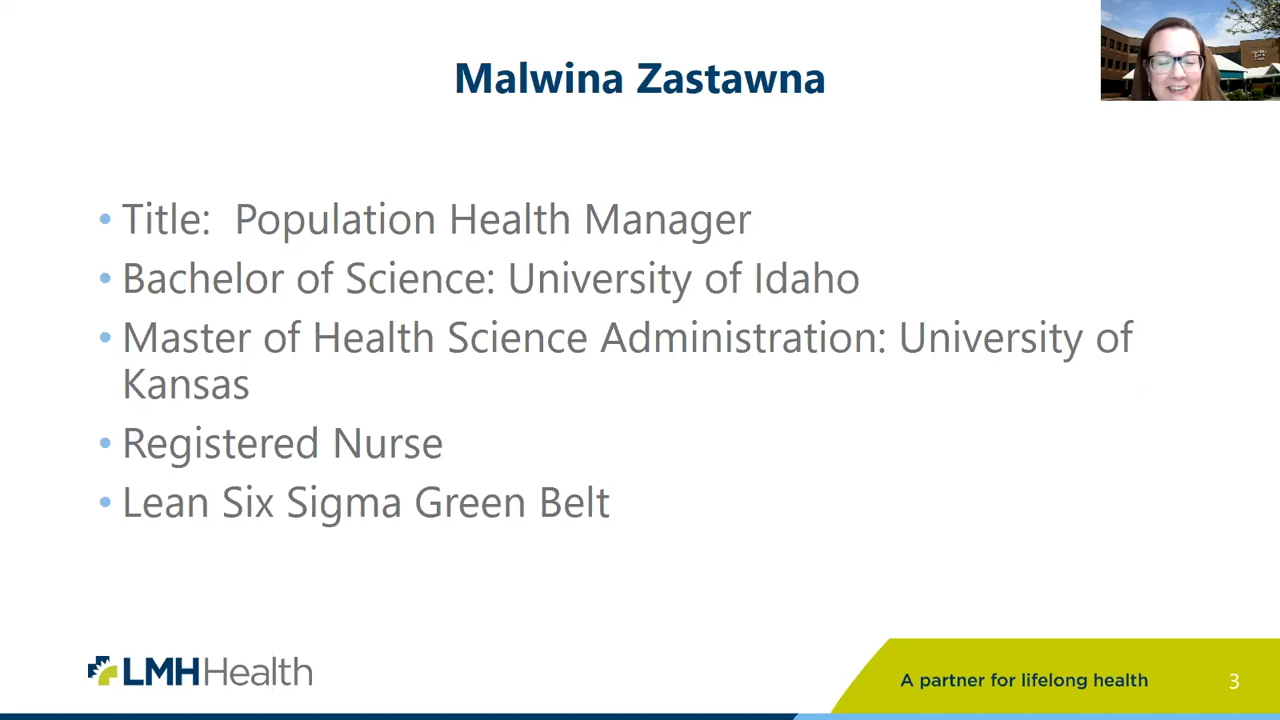 Malwina Zastawna
• Title:  Population Health Manager
• Bachelor of Science: University of Idaho
• Master of Health Science Administration: University of
Kansas
• Registered Nurse
• Lean Six Sigma Green Belt
LMHHealth
A partner for lifelong health
3